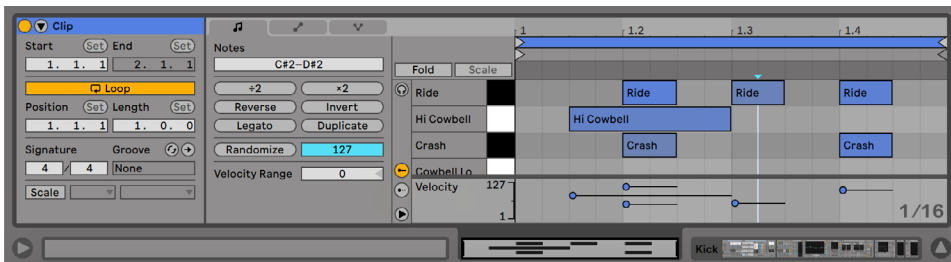 Clip
Start Set End Set
1. 1. 1 2. 1. 1
Loop
Position Set Length Set
1. 1. 1 1. 0. 0
Signature Groove
4 / 4 None
Scale
Notes
C#2–D#2
÷2 ×2
Reverse Invert
Legato Duplicate
Randomize 127
Velocity Range 0
1 1.2 1.3 1.4
Fold Scale
Ride Ride Ride Ride
Hi Cowbell Hi Cowbell
Crash Crash Crash
Cowbell Lo
Velocity 127
1
1/16
Kick